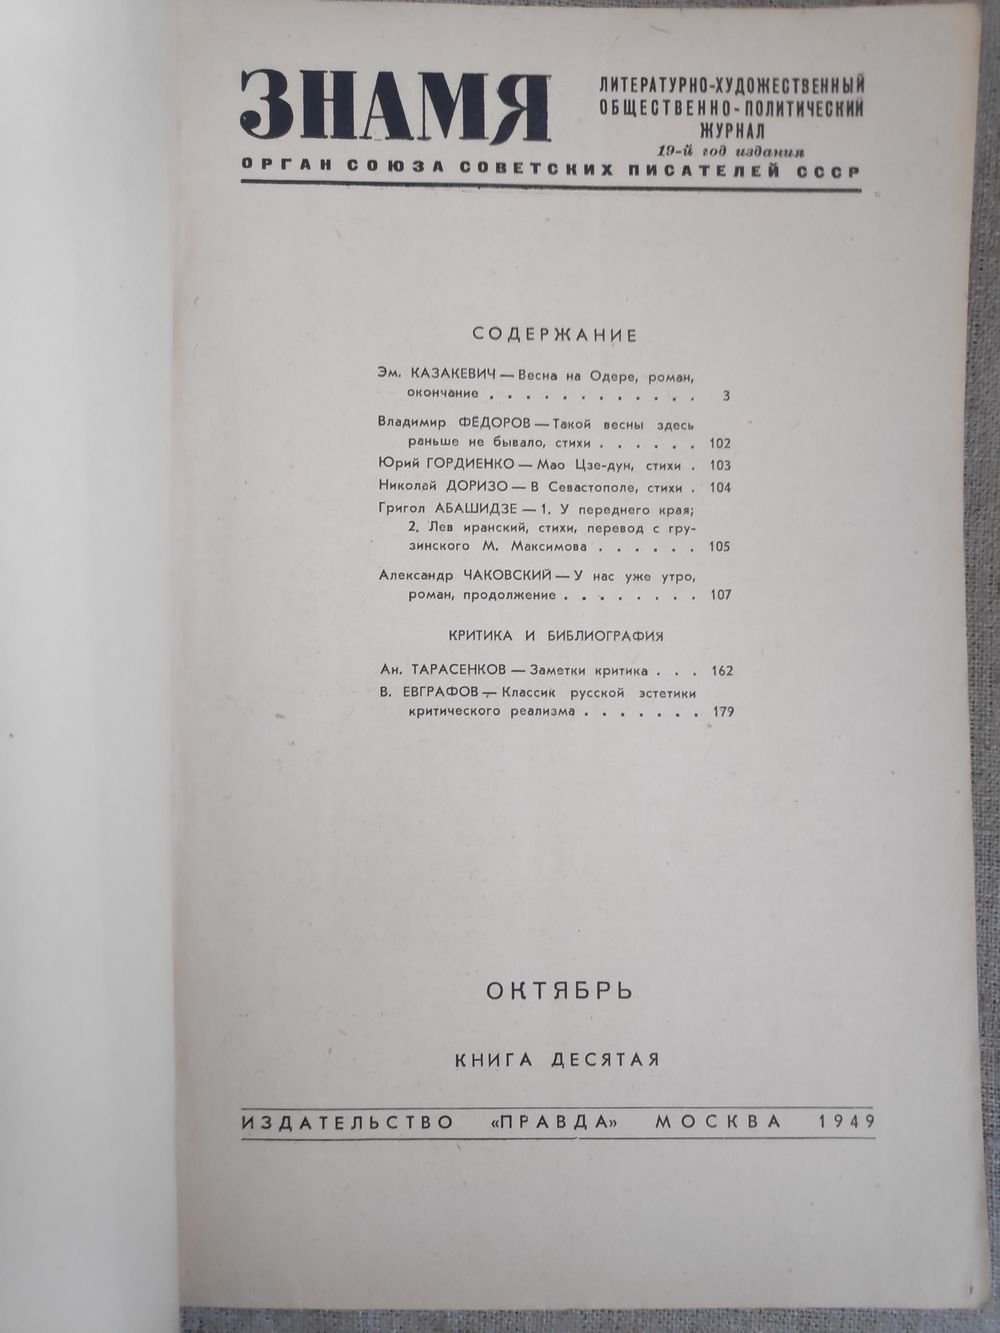 ЗНАМЯ
ЛИТЕРАТУРНО-ХУДОЖЕСТВЕННЫЙ
ОБЩЕСТВЕННО-ПОЛИТИЧЕСКИЙ
ЖУРНАЛ
19-й год издания
ОРГАН СОЮЗА СОВЕТСКИХ ПИСАТЕЛЕЙ СССР
СОДЕРЖАНИЕ
Эм. КАЗАКЕВИЧ — Весна на Одере, роман,
окончание . . . . . . . . . . . . 3
Владимир ФЁДОРОВ — Такой весны здесь
раньше не бывало, стихи . . . . . . 102
Юрий ГОРДИЕНКО — Мао Цзе-дун, стихи . 103
Николай ДОРИЗО — В Севастополе, стихи . 104
Григол АБАШИДЗЕ — 1. У переднего края;
2. Лев иранский, стихи, перевод с гру-
зинского М. Максимова . . . . . . 105
Александр ЧАКОВСКИЙ — У нас уже утро,
роман, продолжение . . . . . . . . 107
КРИТИКА И БИБЛИОГРАФИЯ
Ан. ТАРАСЕНКОВ — Заметки критика . . . 162
В. ЕВГРАФОВ — Классик русской эстетики
критического реализма . . . . . . . 179
ОКТЯБРЬ
КНИГА ДЕСЯТАЯ
ИЗДАТЕЛЬСТВО «ПРАВДА» МОСКВА 1949